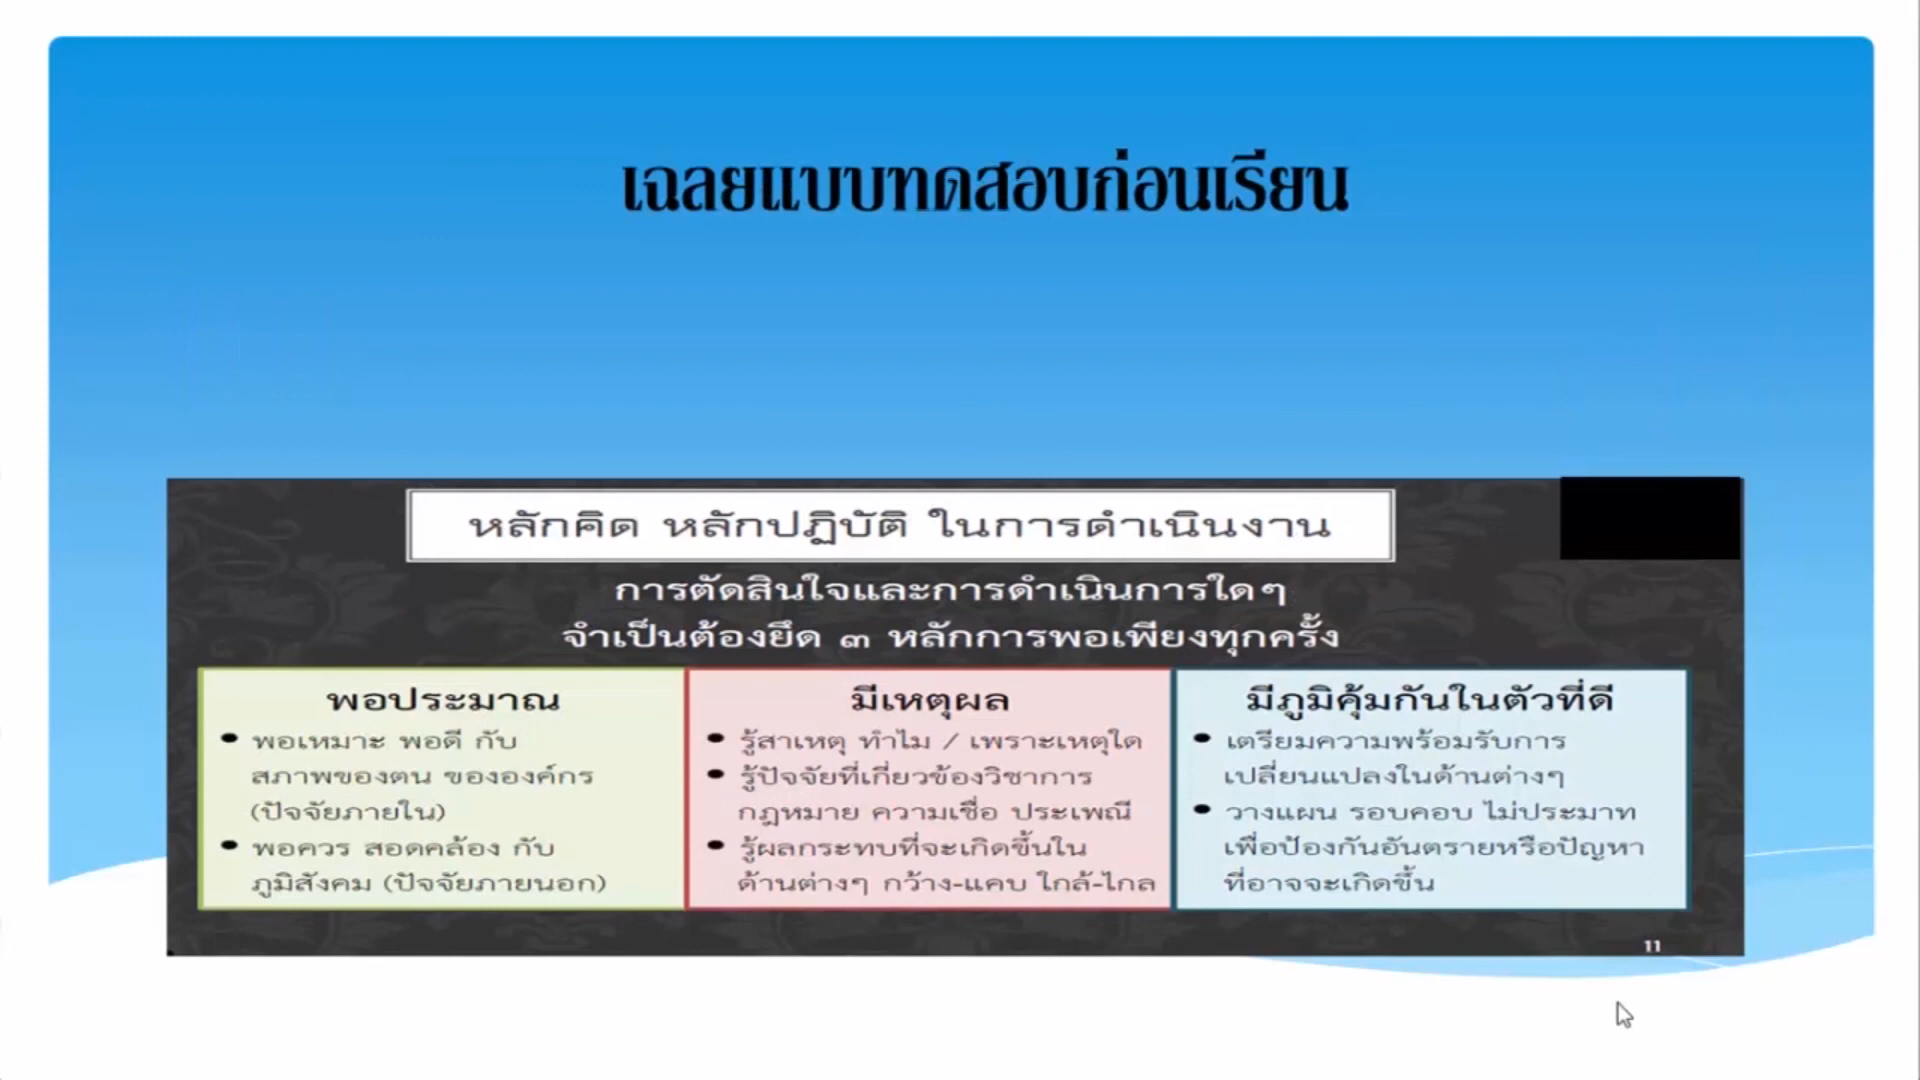 เฉลยแบบทดสอบก่อนเรียน
หลักคิด หลักปฏิบัติ ในการดำเนินงาน
การตัดสินใจและการดำเนินการใดๆ
จำเป็นต้องยึด ๓ หลักการพอเพียงทุกครั้ง
พอประมาณ
• พอเหมาะ พอดี กับ
สภาพของตน ขององค์กร
(ปัจจัยภายใน)
• พอควร สอดคล้อง กับ
ภูมิสังคม (ปัจจัยภายนอก)
มีเหตุผล
• รู้สาเหตุ ทำไม / เพราะเหตุใด
• รู้ปัจจัยที่เกี่ยวข้องวิชาการ
กฎหมาย ความเชื่อ ประเพณี
• รู้ผลกระทบที่จะเกิดขึ้นใน
ด้านต่างๆ กว้าง-แคบ ใกล้-ไกล
มีภูมิคุ้มกันในตัวที่ดี
• เตรียมความพร้อมรับการ
เปลี่ยนแปลงในด้านต่างๆ
• วางแผน รอบคอบ ไม่ประมาท
เพื่อป้องกันอันตรายหรือปัญหา
ที่อาจจะเกิดขึ้น
11